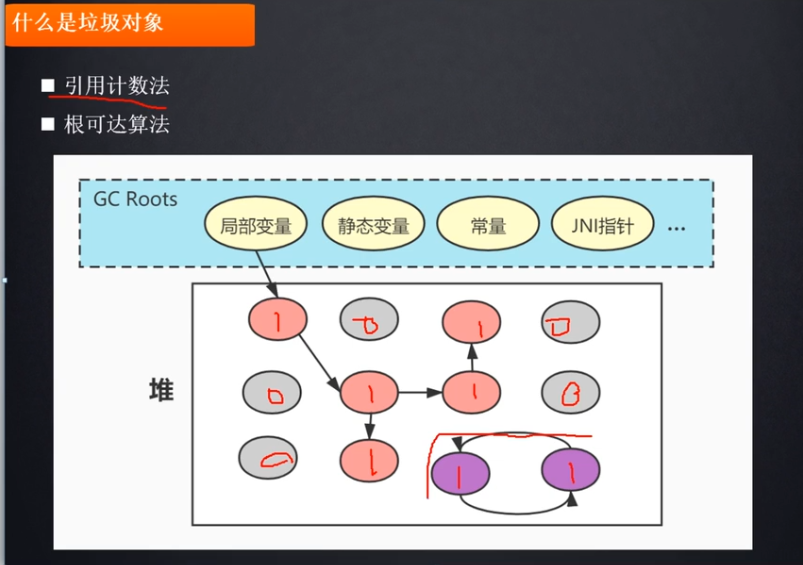 什么是垃圾对象
引用计数法
根可达算法
GC Roots
局部变量 静态变量 常量 JNI指针 ...
1 0 1 0
堆
0 1 1 0
0 1 1 1